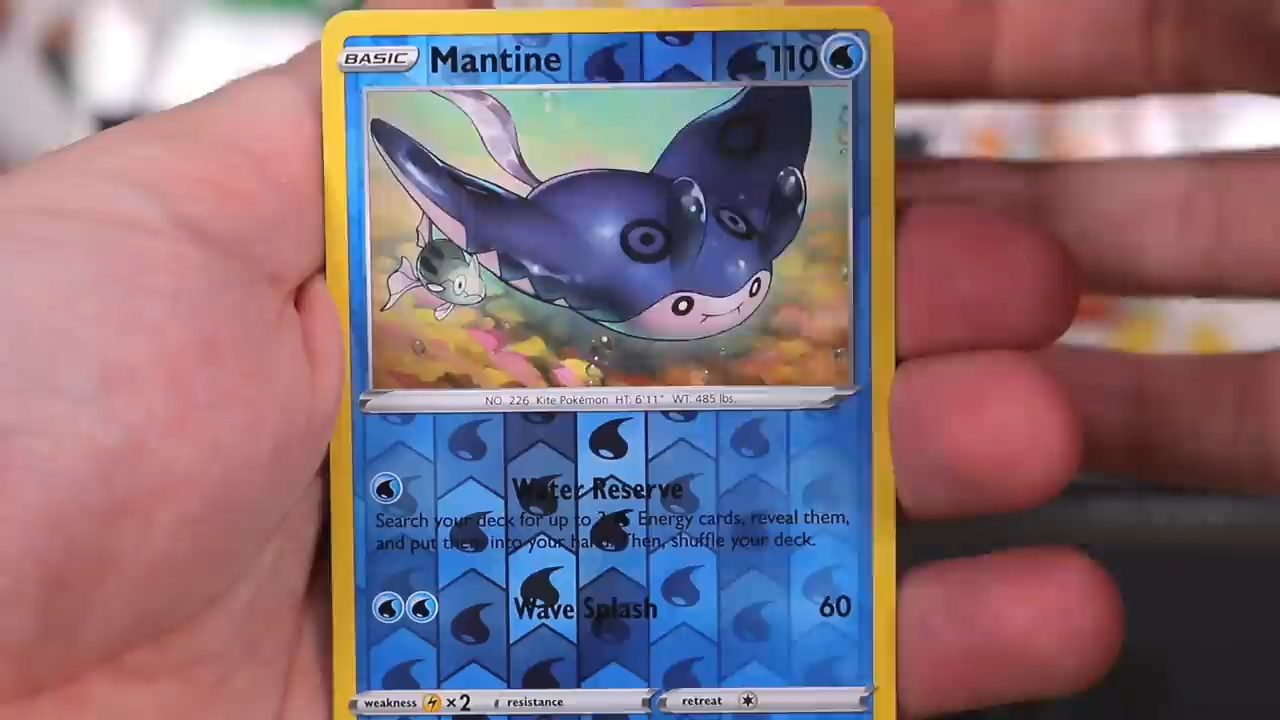 BASIC Mantine 110
NO. 226 Kite Pokémon HT: 6'11" WT: 485 lbs.
Water Reserve
Search your deck for up to 3 Energy cards, reveal them,
and put them into your hand. Then, shuffle your deck.
Wave Splash 60
weakness ×2 resistance retreat